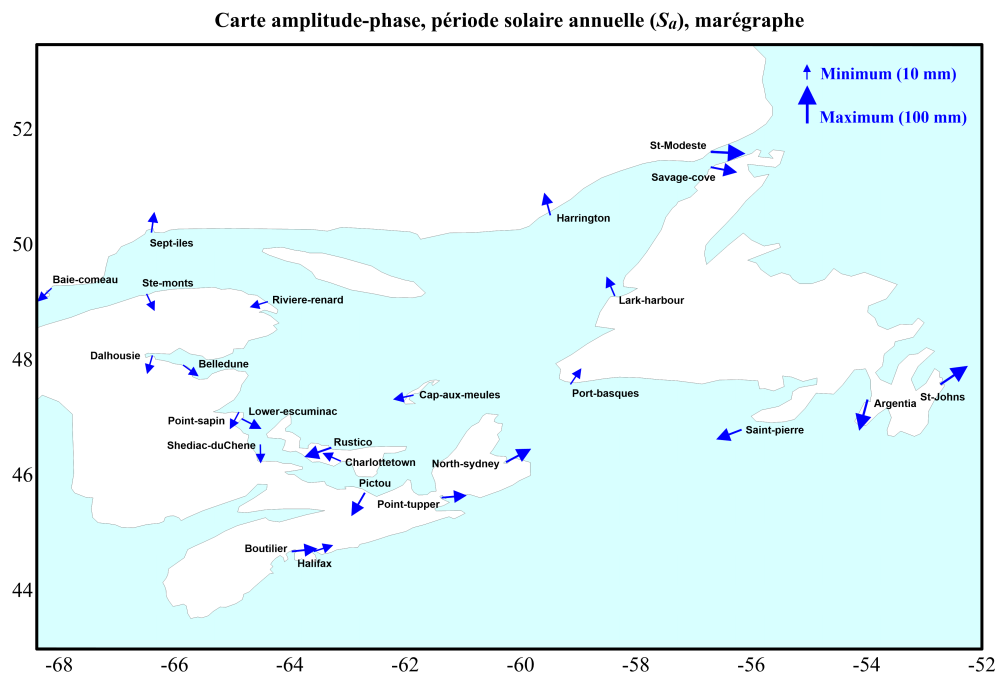 Carte amplitude-phase, période solaire annuelle (Sa), marégraphe
Minimum (10 mm)
Maximum (100 mm)
52
50
48
46
44
St-Modeste
Savage-cove
Harrington
Sept-iles
Baie-comeau
Ste-monts
Riviere-renard
Lark-harbour
Dalhousie
Belledune
Port-basques
Cap-aux-meules
St-Johns
Argentia
Point-sapin
Lower-escuminac
Saint-pierre
Shediac-duChene
Rustico
Charlottetown
North-sydney
Pictou
Point-tupper
Boutilier
Halifax
-68 -66 -64 -62 -60 -58 -56 -54 -52